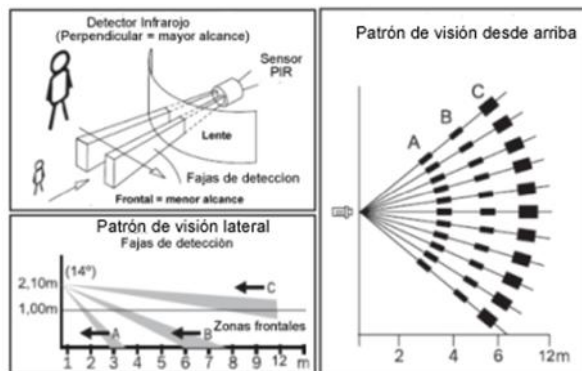 Detector Infrarojo
(Perpendicular = mayor alcance)
Sensor
PIR
Lente
Fajas de deteccion
Frontal = menor alcance
Patrón de visión lateral
Fajas de detección
(14º)
2,10m
1,00m
C
Zonas frontales
A
B
1 2 3 4 5 6 7 8 9 12 m
Patrón de visión desde arriba
C
B
A
2 4 6 12 m